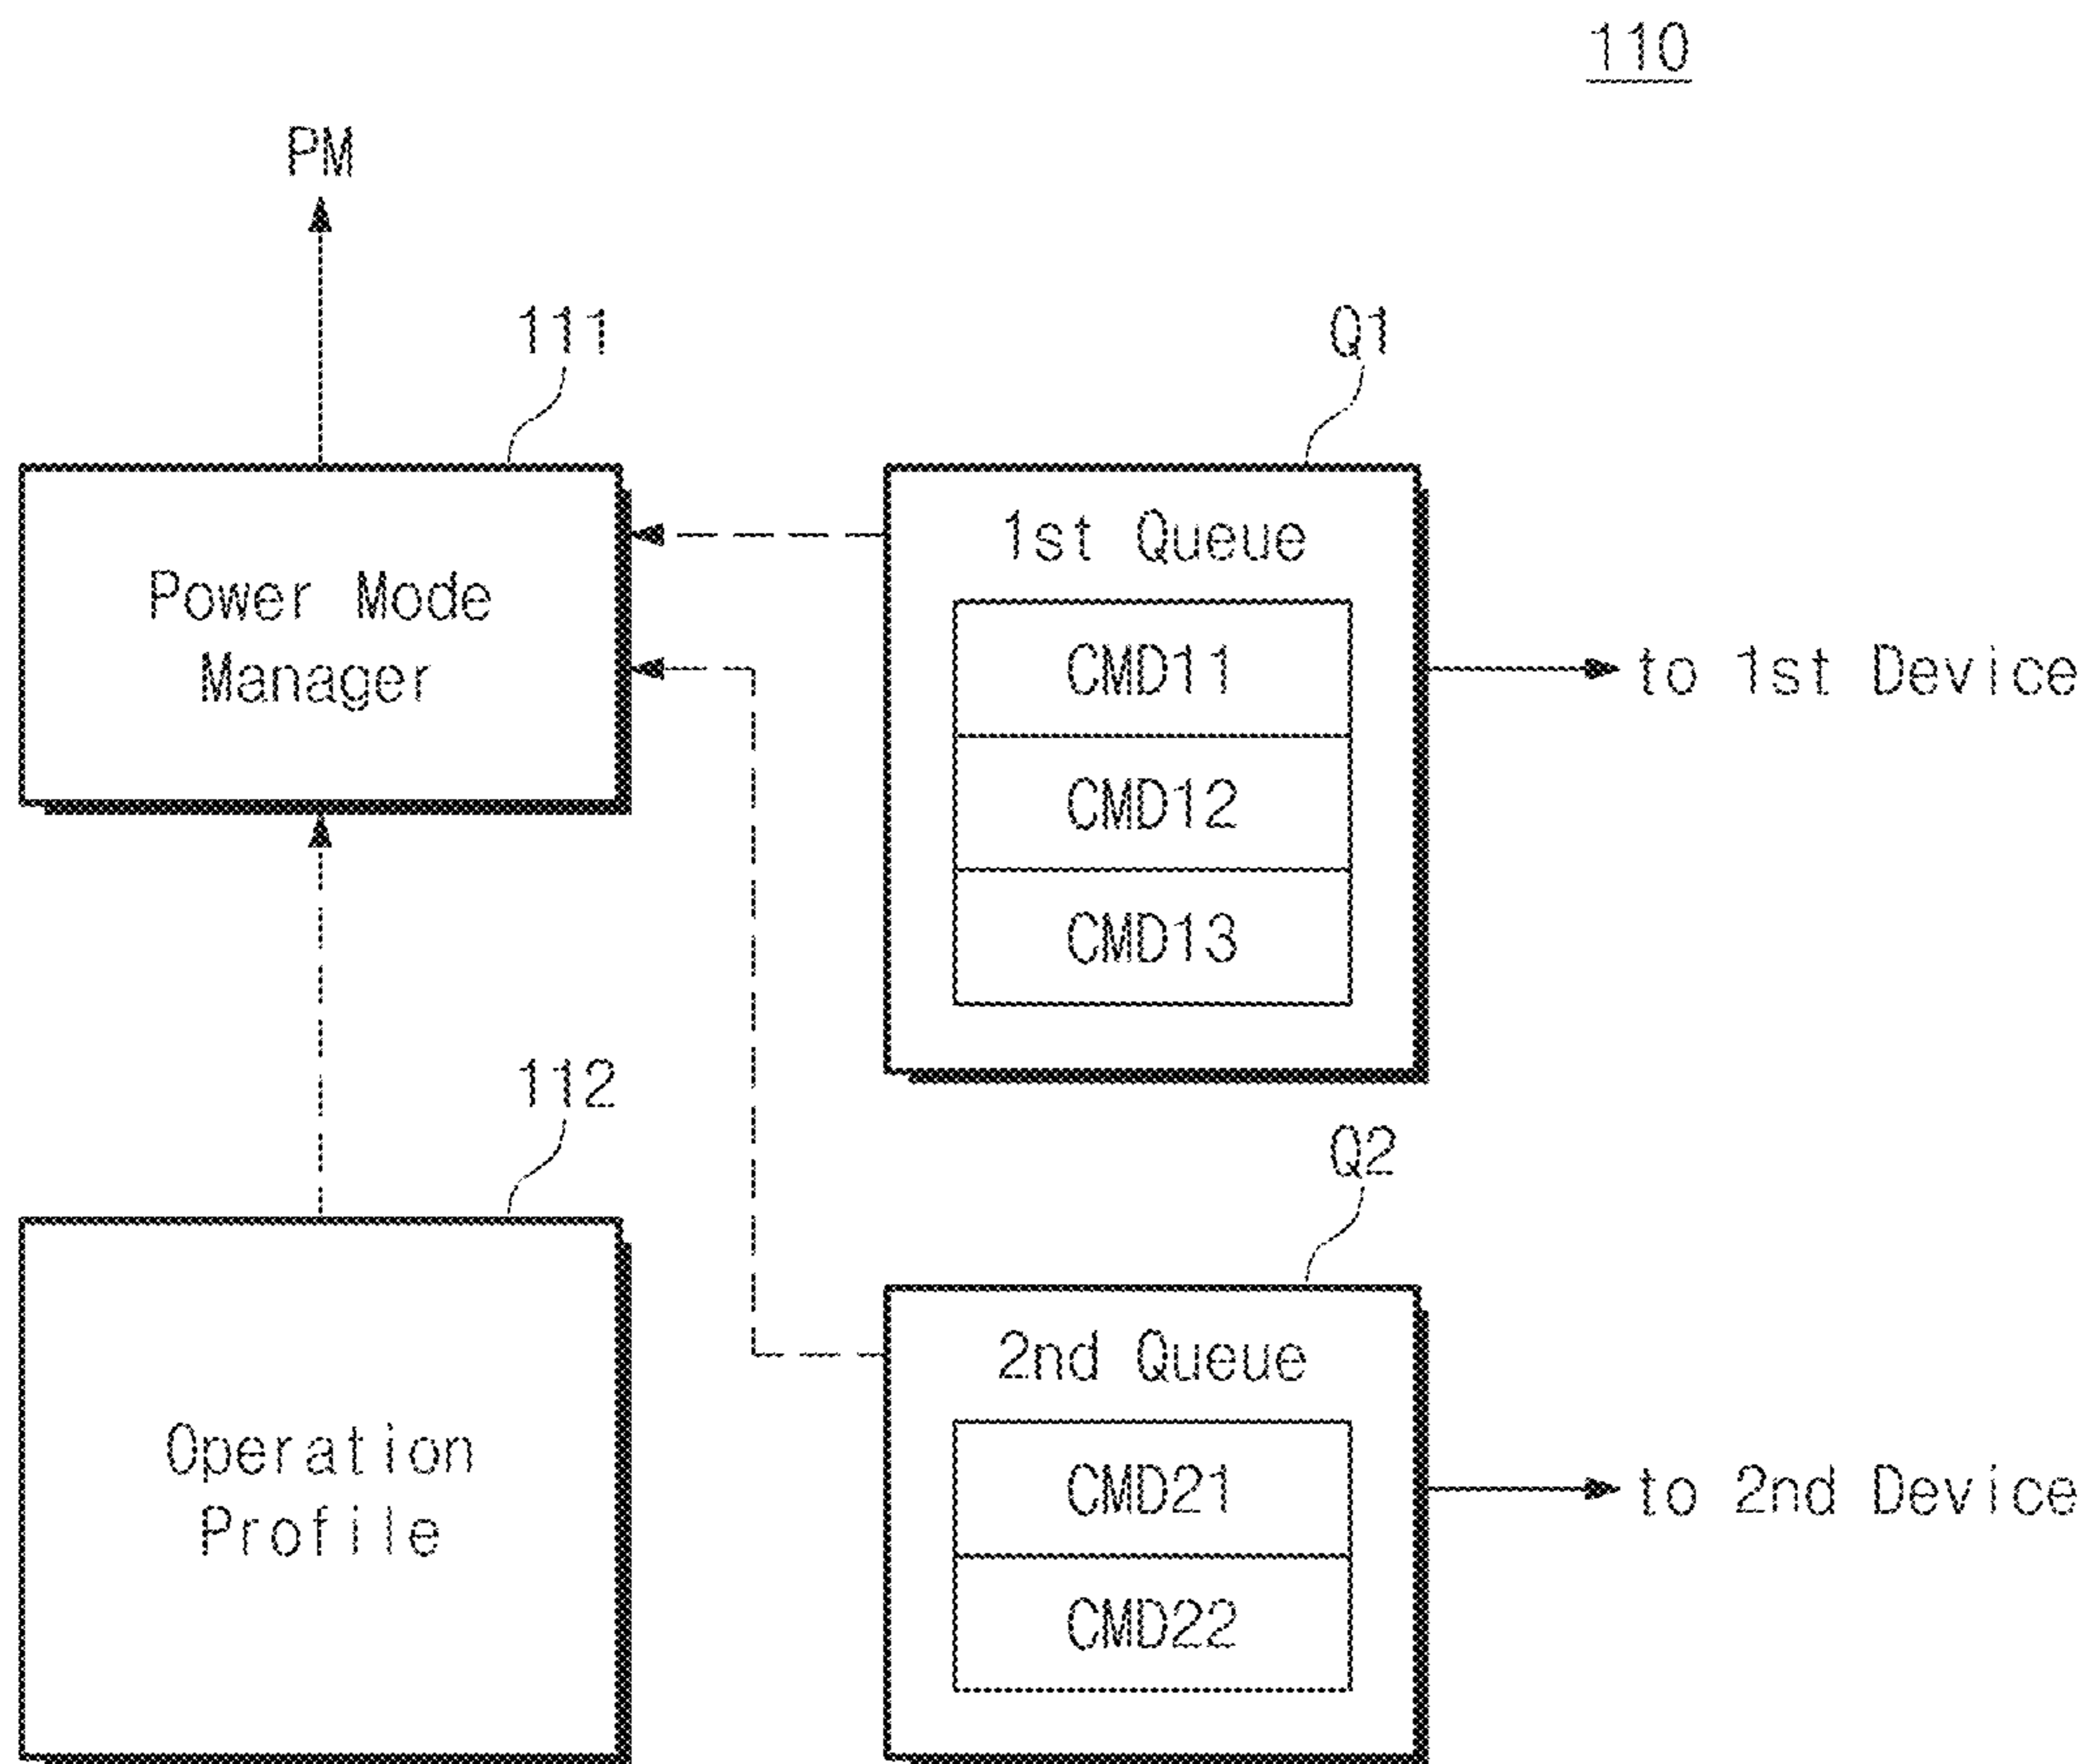 110
PM
111
Q1
Power Mode
Manager
1st Queue
CMD11
CMD12
CMD13
to 1st Device
112
Q2
Operation
Profile
2nd Queue
CMD21
CMD22
to 2nd Device